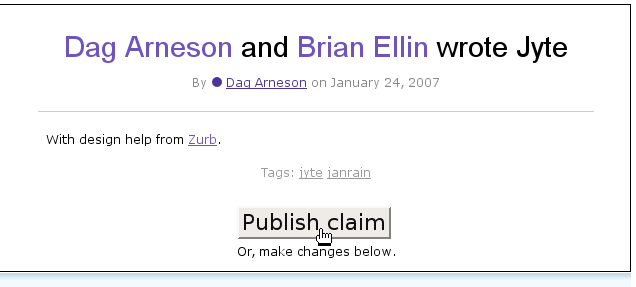 Dag Arneson and Brian Ellin wrote Jyte
By Dag Arneson on January 24, 2007
With design help from Zurb.
Tags: jyte janrain
Publish claim
Or, make changes below.